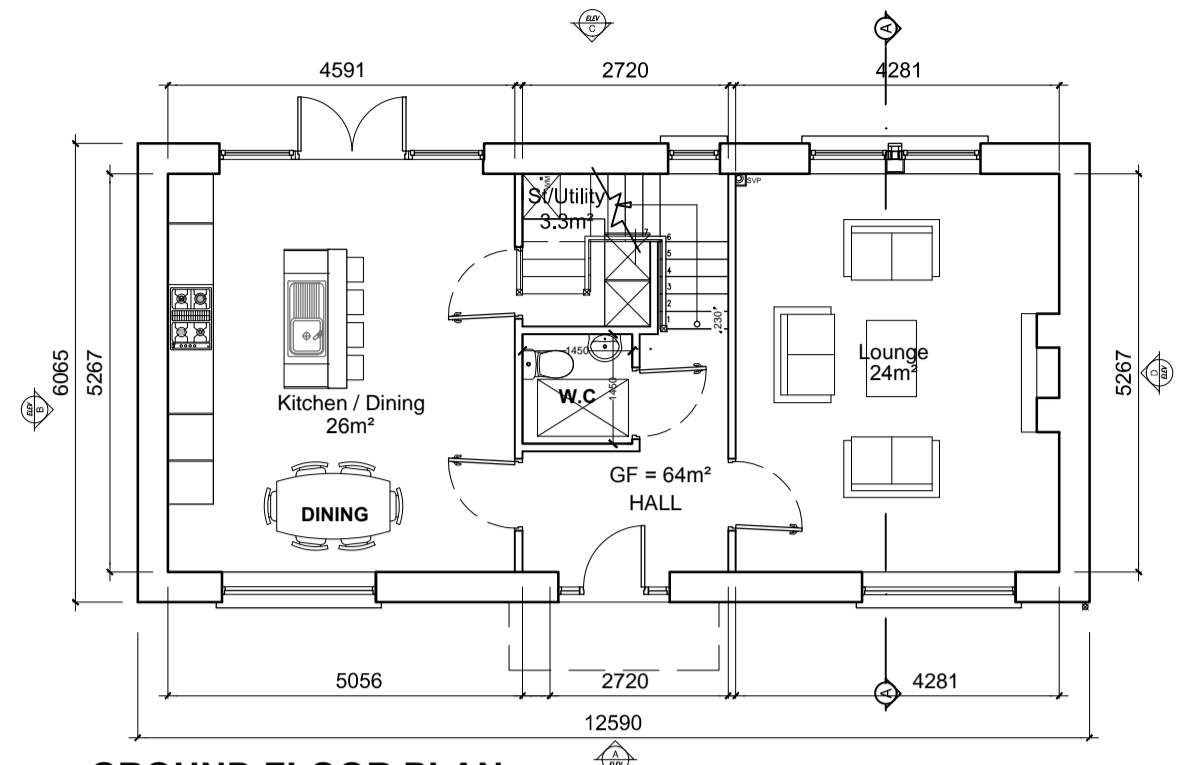 ELEV
C
A
4591
2720
4281
WM
SVP
St/Utility
3.3m²
7
6
5
4
3
2
1
230
6065
5267
Lounge
24m²
5267
ELEV
B
D
ELEV
1450
1450
W.C
Kitchen / Dining
26m²
GF = 64m²
HALL
DINING
5056
2720
4281
A
12590
A
ELEV
GROUND FLOOR PLAN